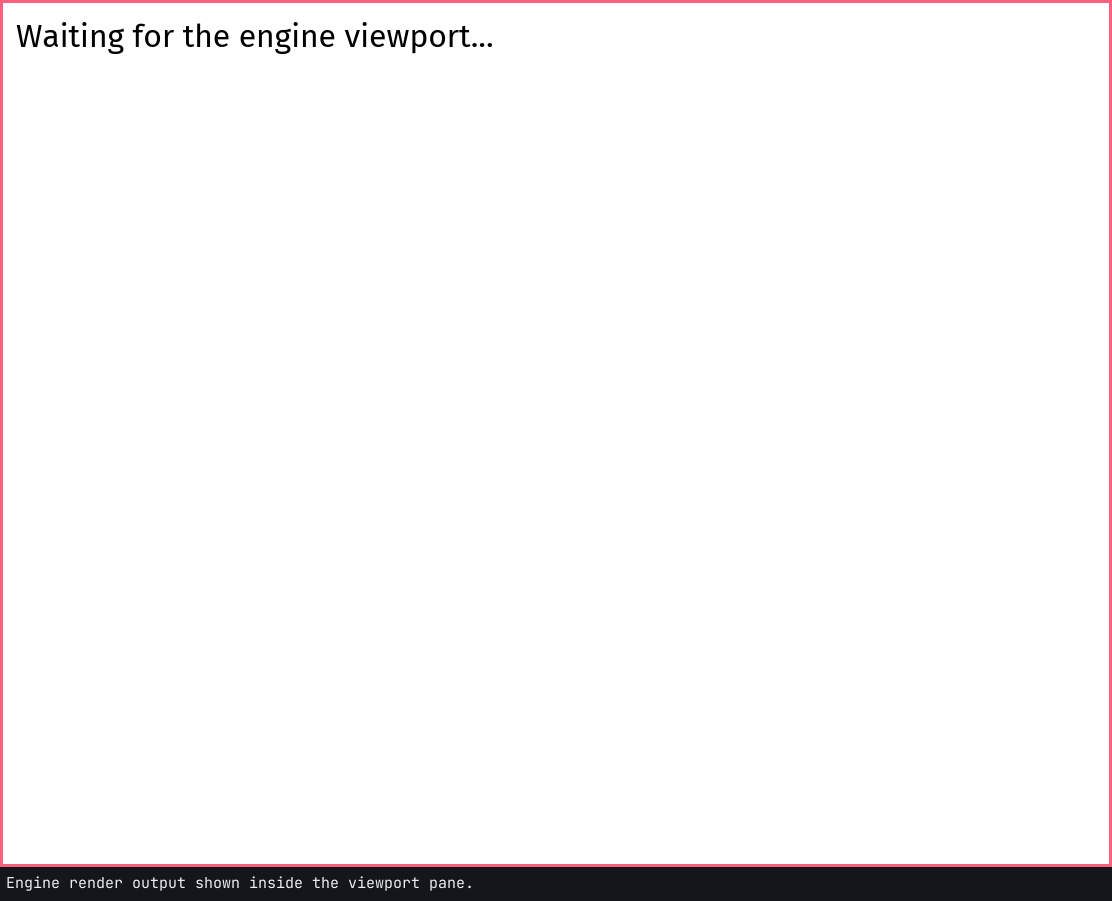 Waiting for the engine viewport...
Engine render output shown inside the viewport pane.